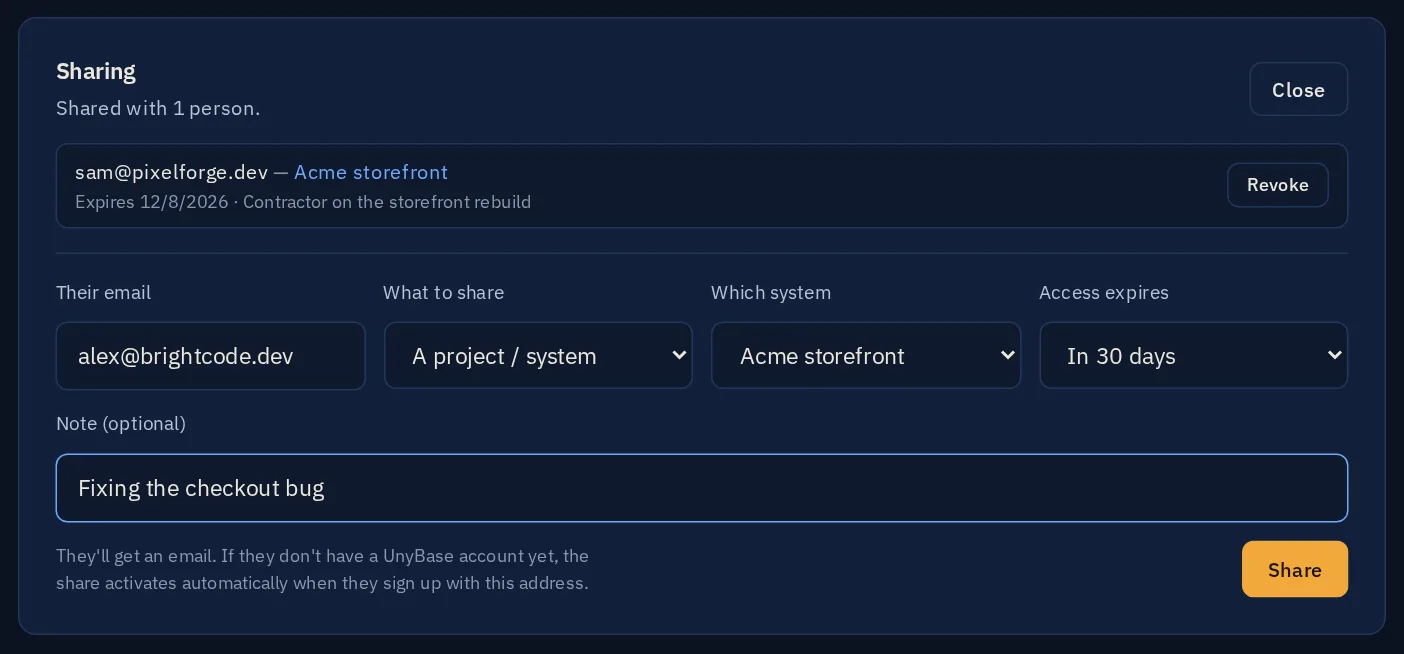 Sharing
Shared with 1 person.
Close
sam@pixelforge.dev — Acme storefront
Expires 12/8/2026 · Contractor on the storefront rebuild
Revoke
Their email
What to share
Which system
Access expires
alex@brightcode.dev
A project / system
Acme storefront
In 30 days
Note (optional)
Fixing the checkout bug
They'll get an email. If they don't have a UnyBase account yet, the
share activates automatically when they sign up with this address.
Share